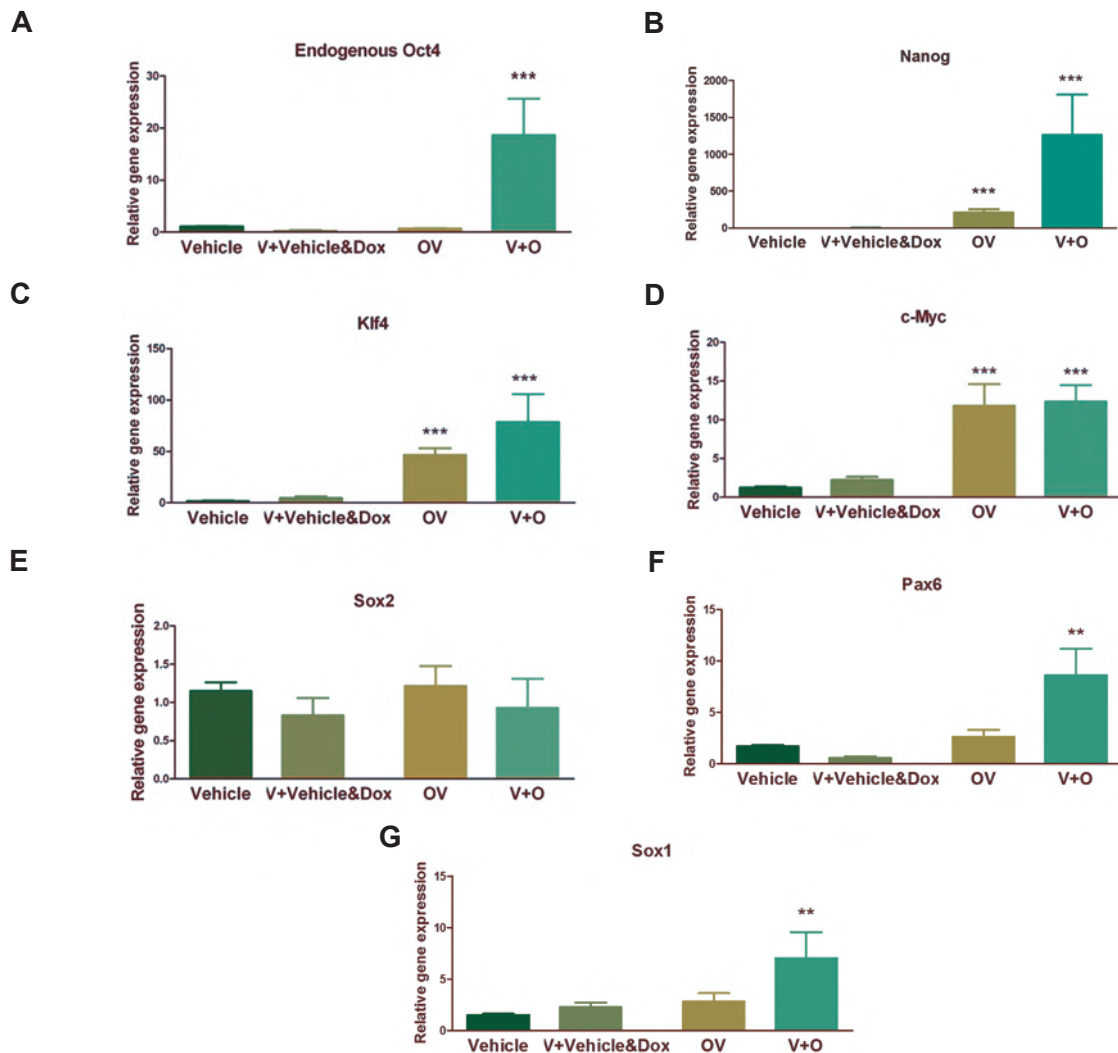 A
Endogenous Oct4
Relative gene expression
30
20
10
0
***
Vehicle V+Vehicle&Dox OV V+O
B
Nanog
Relative gene expression
2000
1500
1000
500
0
*** ***
Vehicle V+Vehicle&Dox OV V+O
C
Klf4
Relative gene expression
150
100
50
0
*** ***
Vehicle V+Vehicle&Dox OV V+O
D
c-Myc
Relative gene expression
20
15
10
5
0
*** ***
Vehicle V+Vehicle&Dox OV V+O
E
Sox2
Relative gene expression
2.0
1.5
1.0
0.5
0.0
Vehicle V+Vehicle&Dox OV V+O
F
Pax6
Relative gene expression
15
10
5
0
**
Vehicle V+Vehicle&Dox OV V+O
G
Sox1
Relative gene expression
15
10
5
0
**
Vehicle V+Vehicle&Dox OV V+O